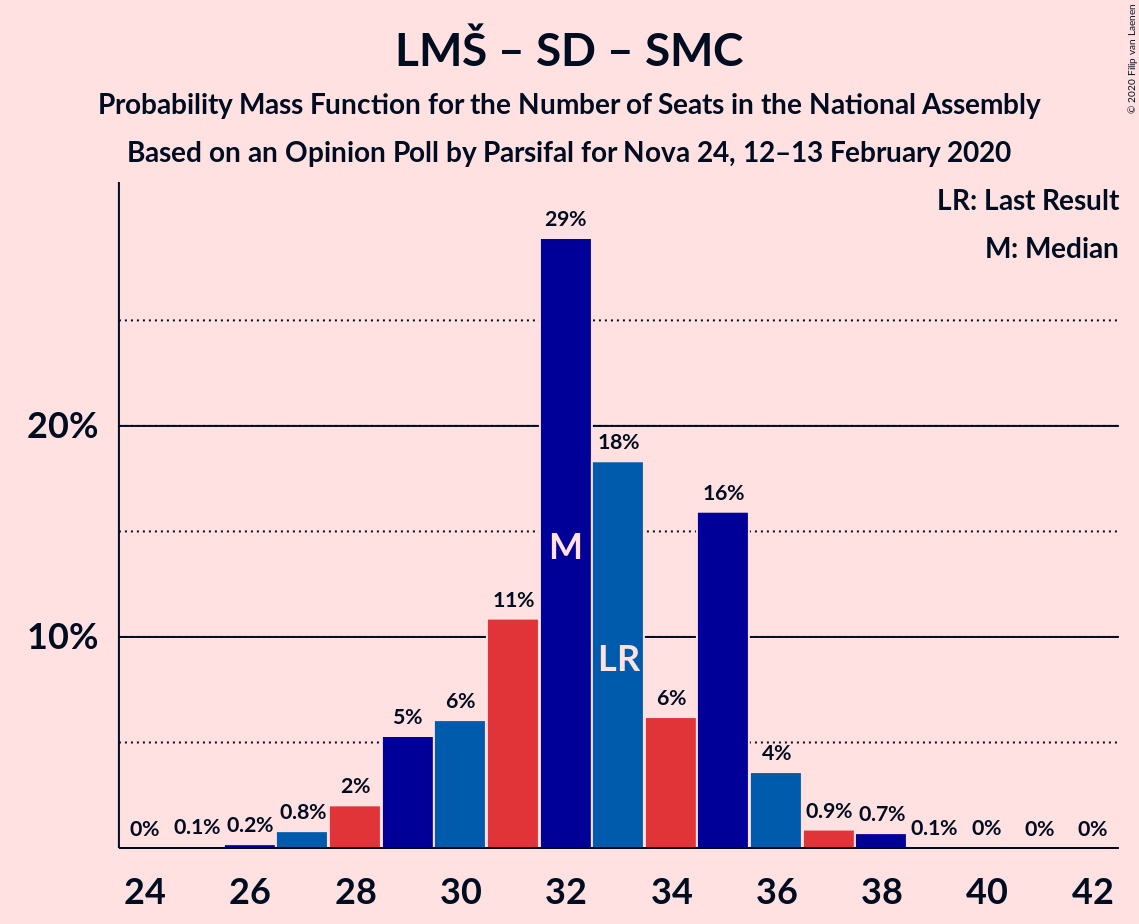 LMŠ – SD – SMC
Probability Mass Function for the Number of Seats in the National Assembly
Based on an Opinion Poll by Parsifal for Nova 24, 12–13 February 2020
© 2020 Filip van Laenen
LR: Last Result
M: Median
20%
10%
0%
0.1%
0.2%
0.8%
2%
5%
6%
11%
29%
18%
6%
16%
4%
0.9%
0.7%
0.1%
0%
0%
0%
M
LR
24 26 28 30 32 34 36 38 40 42